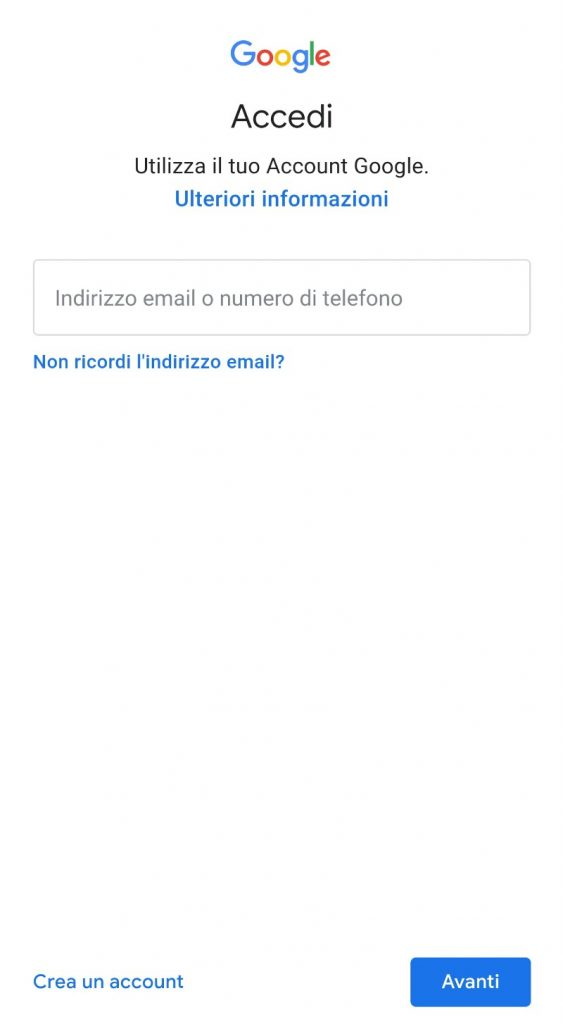 Google
Accedi
Utilizza il tuo Account Google.
Ulteriori informazioni
Indirizzo email o numero di telefono
Non ricordi l'indirizzo email?
Crea un account
Avanti